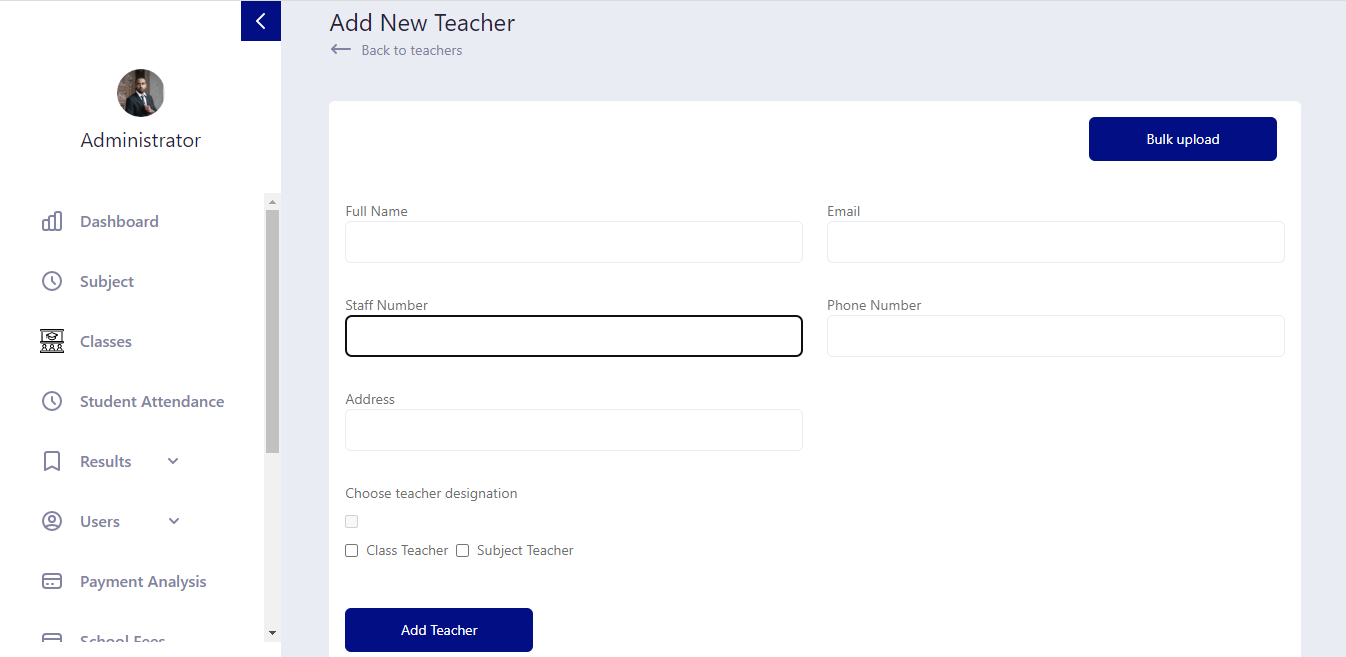 Add New Teacher
Back to teachers
Administrator
Dashboard
Subject
Classes
Student Attendance
Results
Users
Payment Analysis
School Fees
Bulk upload
Full Name
Email
Staff Number
Phone Number
Address
Choose teacher designation
Class Teacher Subject Teacher
Add Teacher